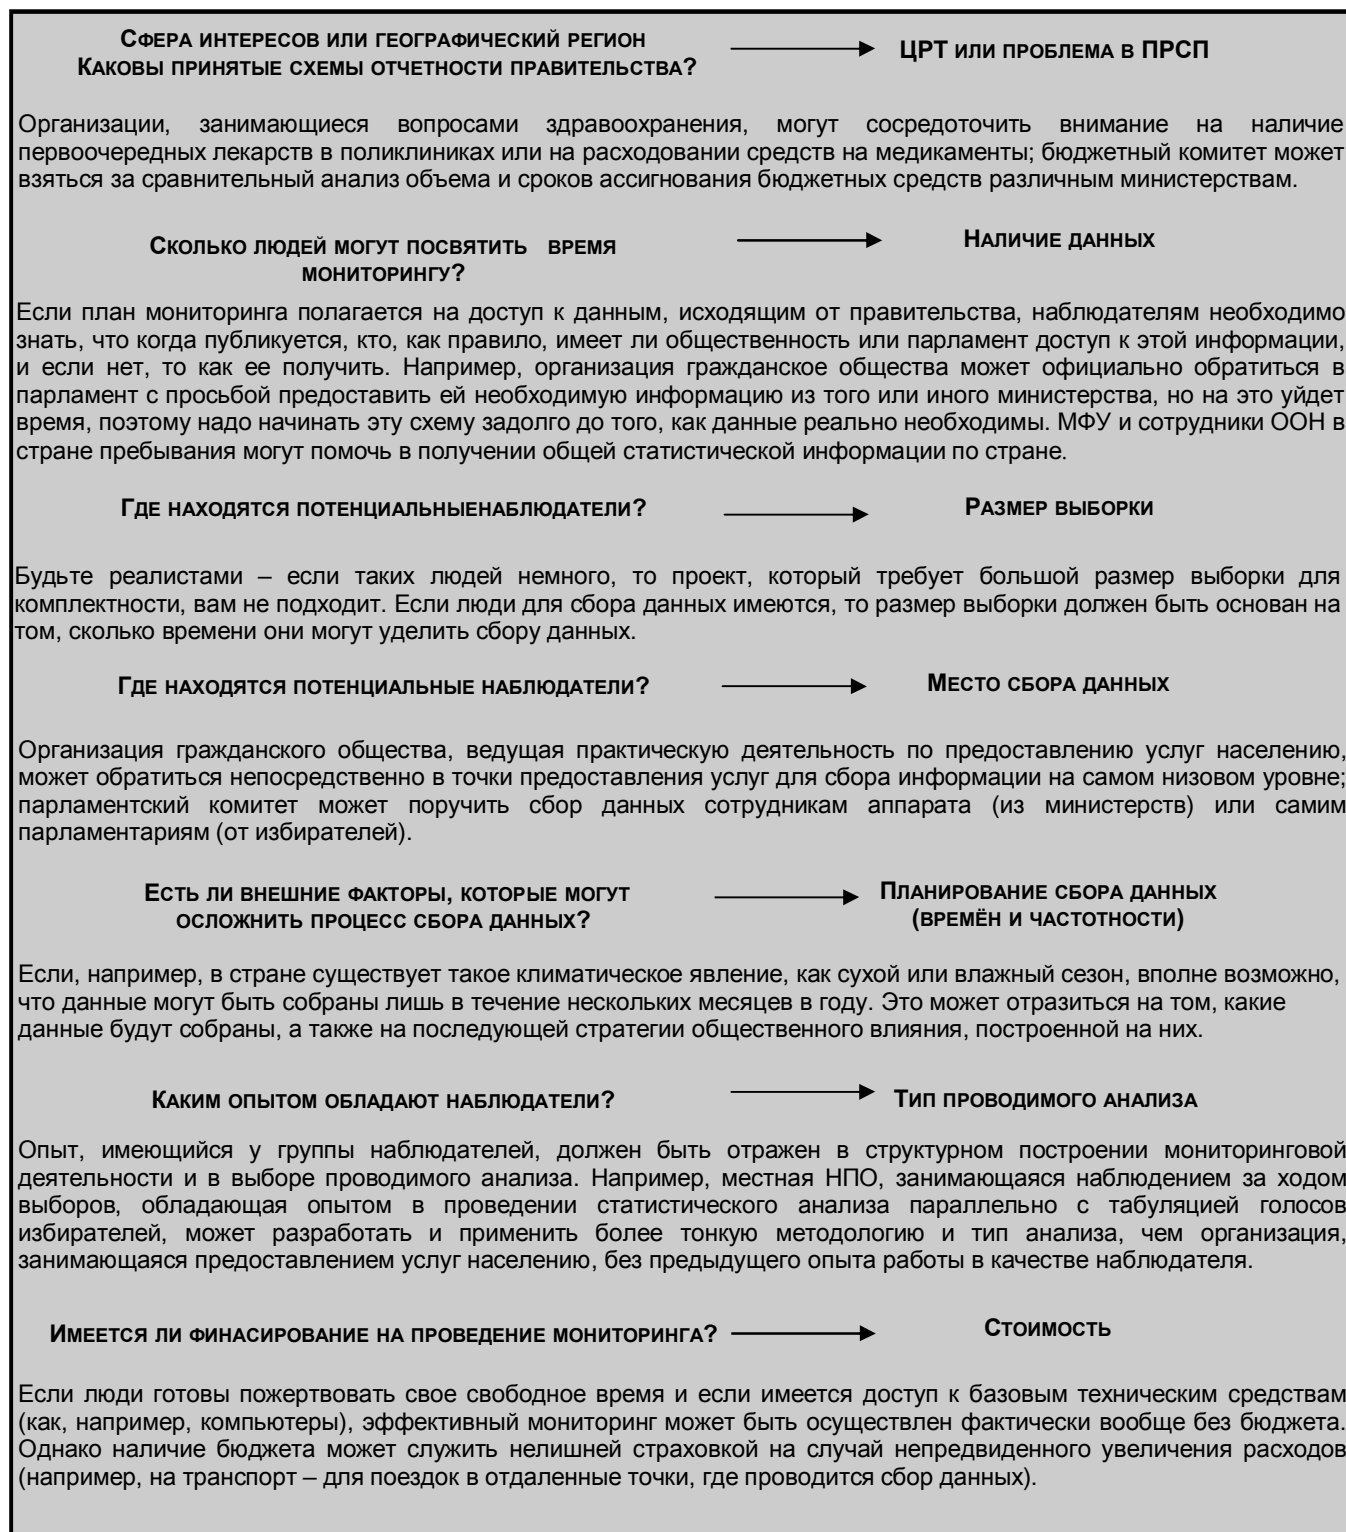 СФЕРА ИНТЕРЕСОВ ИЛИ ГЕОГРАФИЧЕСКИЙ РЕГИОН
КАКОВЫ ПРИНЯТЫЕ СХЕМЫ ОТЧЕТНОСТИ ПРАВИТЕЛЬСТВА?
ЦРТ ИЛИ ПРОБЛЕМА В ПРСП
Организации, занимающиеся вопросами здравоохранения, могут сосредоточить внимание на наличие
первоочередных лекарств в поликлиниках или на расходовании средств на медикаменты; бюджетный комитет может
взяться за сравнительный анализ объема и сроков ассигнования бюджетных средств различным министерствам.
СКОЛЬКО ЛЮДЕЙ МОГУТ ПОСВЯТИТЬ ВРЕМЯ
МОНИТОРИНГУ?
НАЛИЧИЕ ДАННЫХ
Если план мониторинга полагается на доступ к данным, исходящим от правительства, наблюдателям необходимо
знать, что когда публикуется, кто, как правило, имеет ли общественность или парламент доступ к этой информации,
и если нет, то как ее получить. Например, организация гражданское общества может официально обратиться в
парламент с просьбой предоставить ей необходимую информацию из того или иного министерства, но на это уйдет
время, поэтому надо начинать эту схему задолго до того, как данные реально необходимы. МФУ и сотрудники ООН в
стране пребывания могут помочь в получении общей статистической информации по стране.
ГДЕ НАХОДЯТСЯ ПОТЕНЦИАЛЬНЫЕНАБЛЮДАТЕЛИ?
РАЗМЕР ВЫБОРКИ
Будьте реалистами – если таких людей немного, то проект, который требует большой размер выборки для
комплектности, вам не подходит. Если люди для сбора данных имеются, то размер выборки должен быть основан на
том, сколько времени они могут уделить сбору данных.
ГДЕ НАХОДЯТСЯ ПОТЕНЦИАЛЬНЫЕ НАБЛЮДАТЕЛИ?
МЕСТО СБОРА ДАННЫХ
Организация гражданского общества, ведущая практическую деятельность по предоставлению услуг населению,
может обратиться непосредственно в точки предоставления услуг для сбора информации на самом низовом уровне;
парламентский комитет может поручить сбор данных сотрудникам аппарата (из министерств) или самим
парламентариям (от избирателей).
ЕСТЬ ЛИ ВНЕШНИЕ ФАКТОРЫ, КОТОРЫЕ МОГУТ
ОСЛОЖНИТЬ ПРОЦЕСС СБОРА ДАННЫХ?
ПЛАНИРОВАНИЕ СБОРА ДАННЫХ
(ВРЕМЁН И ЧАСТОТНОСТИ)
Если, например, в стране существует такое климатическое явление, как сухой или влажный сезон, вполне возможно,
что данные могут быть собраны лишь в течение нескольких месяцев в году. Это может отразиться на том, какие
данные будут собраны, а также на последующей стратегии общественного влияния, построенной на них.
КАКИМ ОПЫТОМ ОБЛАДАЮТ НАБЛЮДАТЕЛИ?
ТИП ПРОВОДИМОГО АНАЛИЗА
Опыт, имеющийся у группы наблюдателей, должен быть отражен в структурном построении мониторинговой
деятельности и в выборе проводимого анализа. Например, местная НПО, занимающаяся наблюдением за ходом
выборов, обладающая опытом в проведении статистического анализа параллельно с табуляцией голосов
избирателей, может разработать и применить более тонкую методологию и тип анализа, чем организация,
занимающаяся предоставлением услуг населению, без предыдущего опыта работы в качестве наблюдателя.
ИМЕЕТСЯ ЛИ ФИНАСИРОВАНИЕ НА ПРОВЕДЕНИЕ МОНИТОРИНГА?
СТОИМОСТЬ
Если люди готовы пожертвовать свое свободное время и если имеется доступ к базовым техническим средствам
(как, например, компьютеры), эффективный мониторинг может быть осуществлен фактически вообще без бюджета.
Однако наличие бюджета может служить нелишней страховкой на случай непредвиденного увеличения расходов
(например, на транспорт – для поездок в отдаленные точки, где проводится сбор данных).